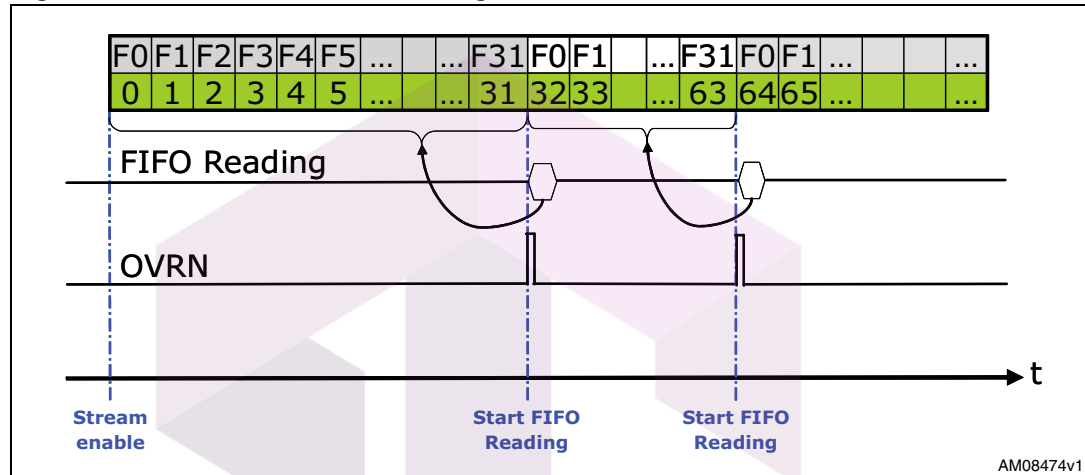 F0 F1 F2 F3 F4 F5 ... ... F31 F0 F1 ... F31 F0 F1 ... ...
0 1 2 3 4 5 ... ... 31 32 33 ... 63 64 65 ... ...
FIFO Reading
OVRN
t
Stream enable
Start FIFO Reading
Start FIFO Reading
AM08474v1